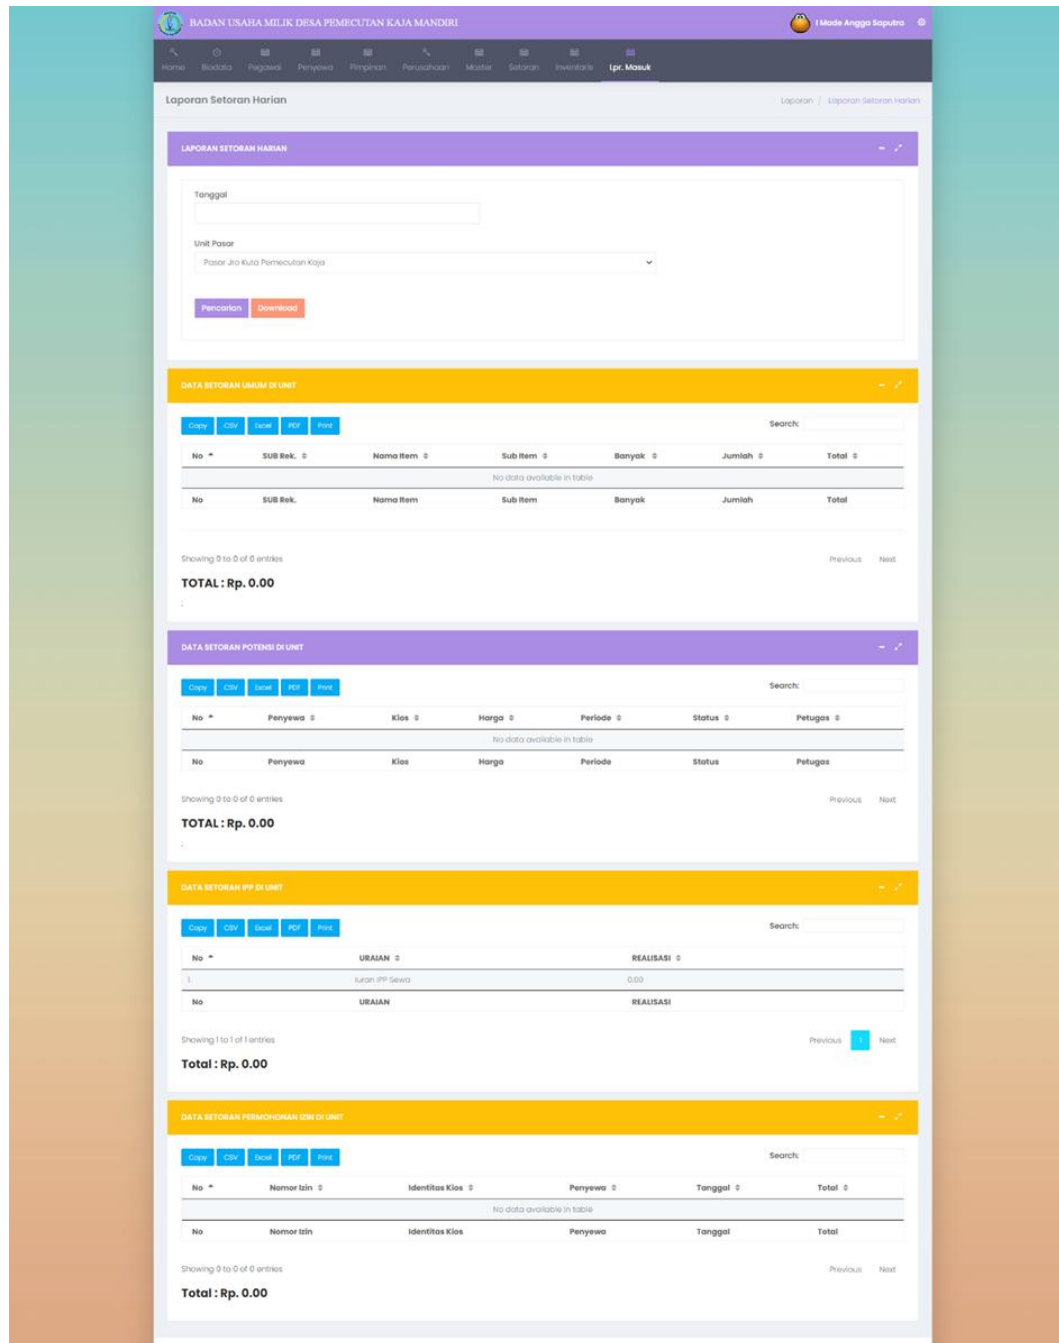 BADAN USAHA MILIK DESA PEMECUTAN KAJA MANDIRI
I Made Angga Saputra
Home Biodata Pegawai Penyewa Pimpinan Perusahaan Master Setoran Inventaris Lpr. Masuk
Laporan Setoran Harian
Laporan / Laporan Setoran Harian
LAPORAN SETORAN HARIAN
Tanggal
Unit Pasar
Pasar Jro Kuta Pemecutan Kaja
Pencarian Download
DATA SETORAN UMUM DI UNIT
Copy CSV Excel PDF Print Search:
No SUB Rek. Nama Item Sub Item Banyak Jumlah Total
No data available in table
No SUB Rek. Nama Item Sub Item Banyak Jumlah Total
Showing 0 to 0 of 0 entries Previous Next
TOTAL : Rp. 0.00
;
DATA SETORAN POTENSI DI UNIT
Copy CSV Excel PDF Print Search:
No Penyewa Kios Harga Periode Status Petugas
No data available in table
No Penyewa Kios Harga Periode Status Petugas
Showing 0 to 0 of 0 entries Previous Next
TOTAL : Rp. 0.00
;
DATA SETORAN IPP DI UNIT
Copy CSV Excel PDF Print Search:
No URAIAN REALISASI
1. Iuran IPP Sewa 0.00
No URAIAN REALISASI
Showing 1 to 1 of 1 entries Previous 1 Next
Total : Rp. 0.00
DATA SETORAN PERMOHONAN IZIN DI UNIT
Copy CSV Excel PDF Print Search:
No Nomor Izin Identitas Kios Penyewa Tanggal Total
No data available in table
No Nomor Izin Identitas Kios Penyewa Tanggal Total
Showing 0 to 0 of 0 entries Previous Next
Total : Rp. 0.00